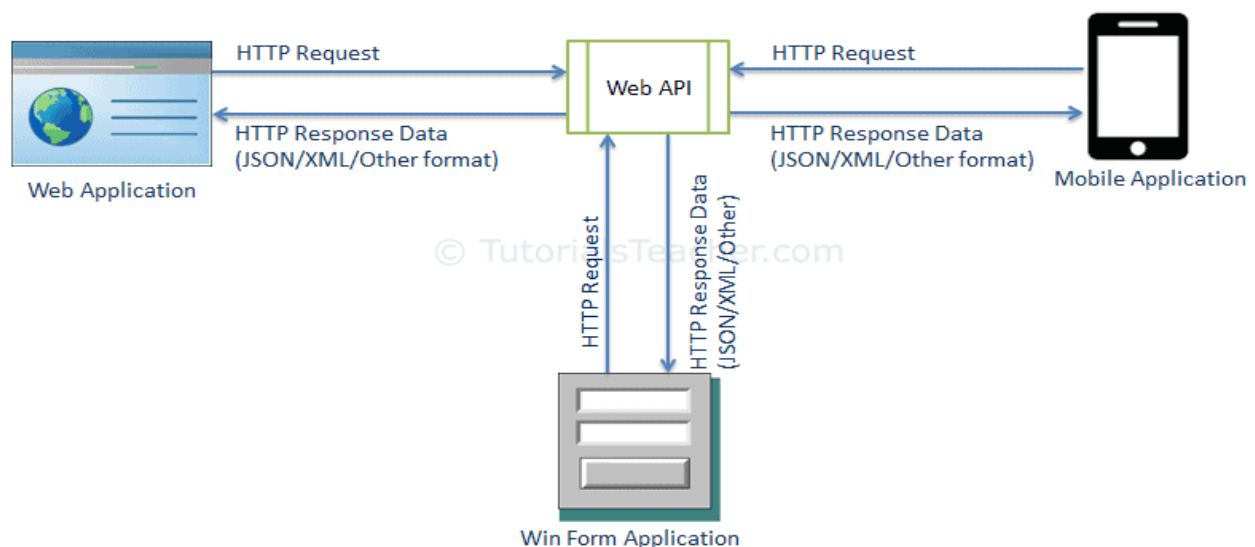 HTTP Request
HTTP Response Data
(JSON/XML/Other format)
Web Application
Web API
HTTP Request
HTTP Response Data
(JSON/XML/Other format)
Mobile Application
HTTP Request
HTTP Response Data
(JSON/XML/Other)
© TutorialsTeacher.com
Win Form Application